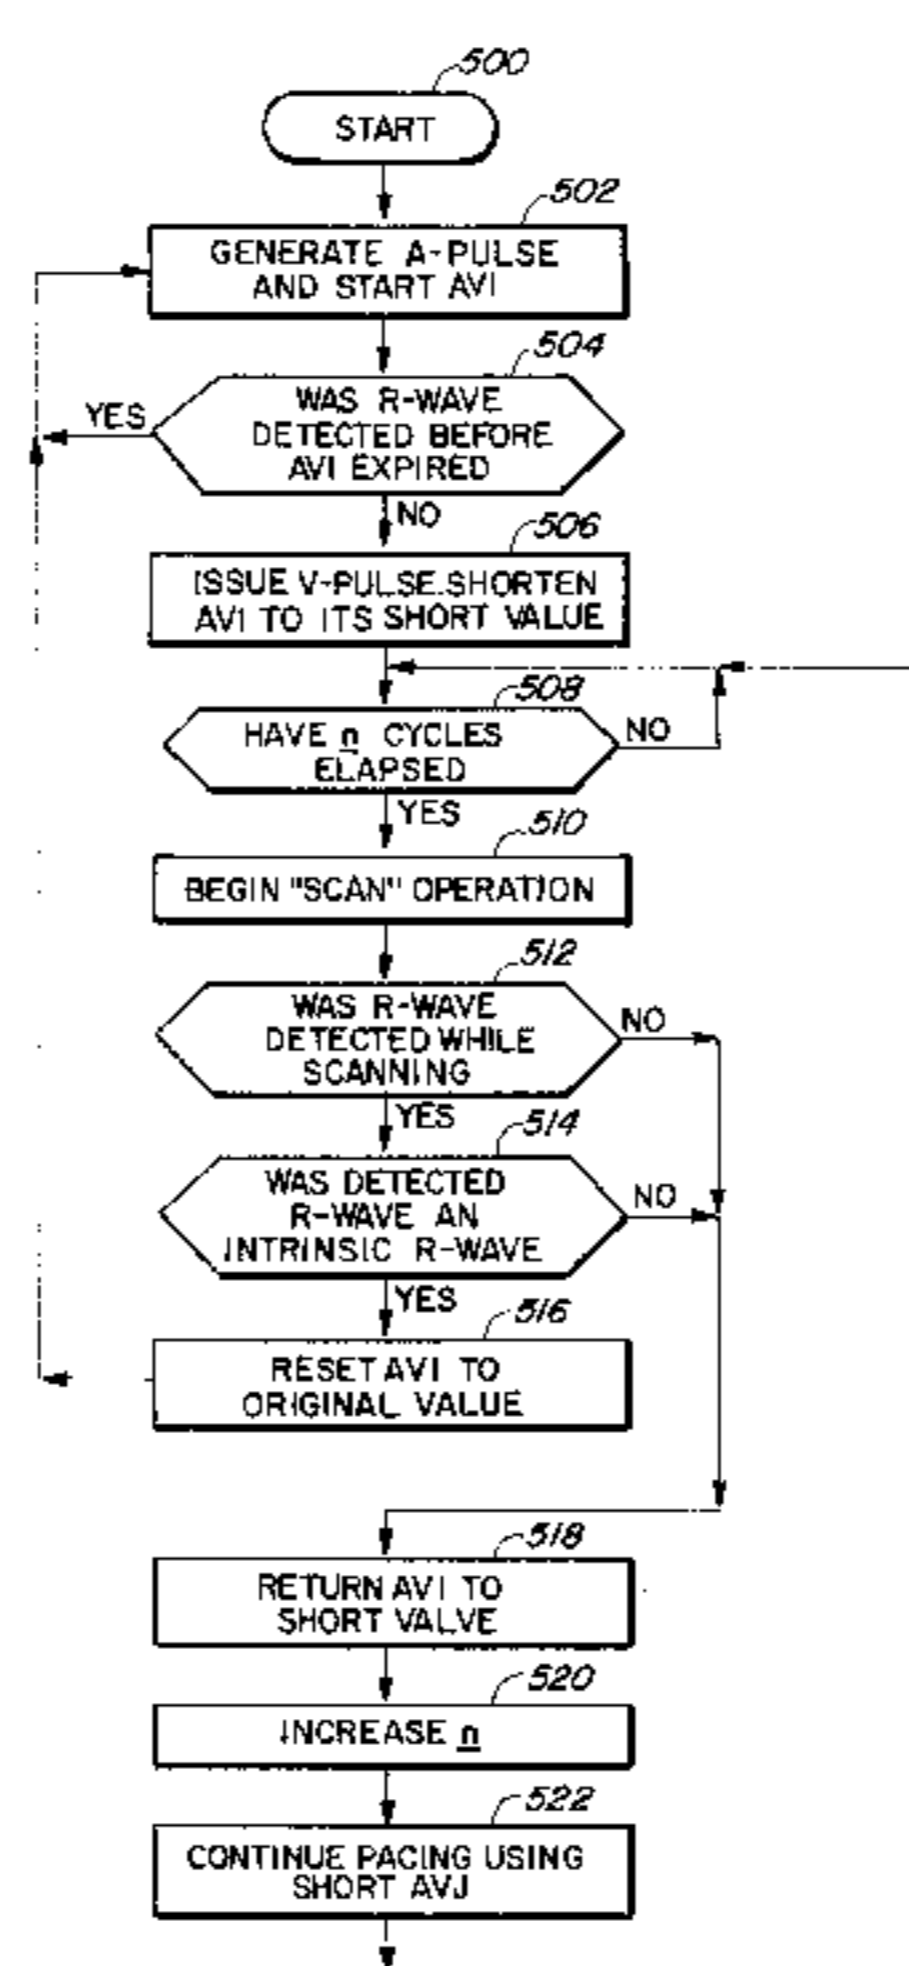 500
START
502
GENERATE A-PULSE
AND START AVI
504
WAS R-WAVE
DETECTED BEFORE
AVI EXPIRED
YES
NO
506
ISSUE V-PULSE.SHORTEN
AVI TO ITS SHORT VALUE
508
HAVE n CYCLES
ELAPSED
NO
YES
510
BEGIN "SCAN" OPERATION
512
WAS R-WAVE
DETECTED WHILE
SCANNING
NO
YES
514
WAS DETECTED
R-WAVE AN
INTRINSIC R-WAVE
NO
YES
516
RESET AVI TO
ORIGINAL VALUE
518
RETURN AVI TO
SHORT VALVE
520
INCREASE n
522
CONTINUE PACING USING
SHORT AVI